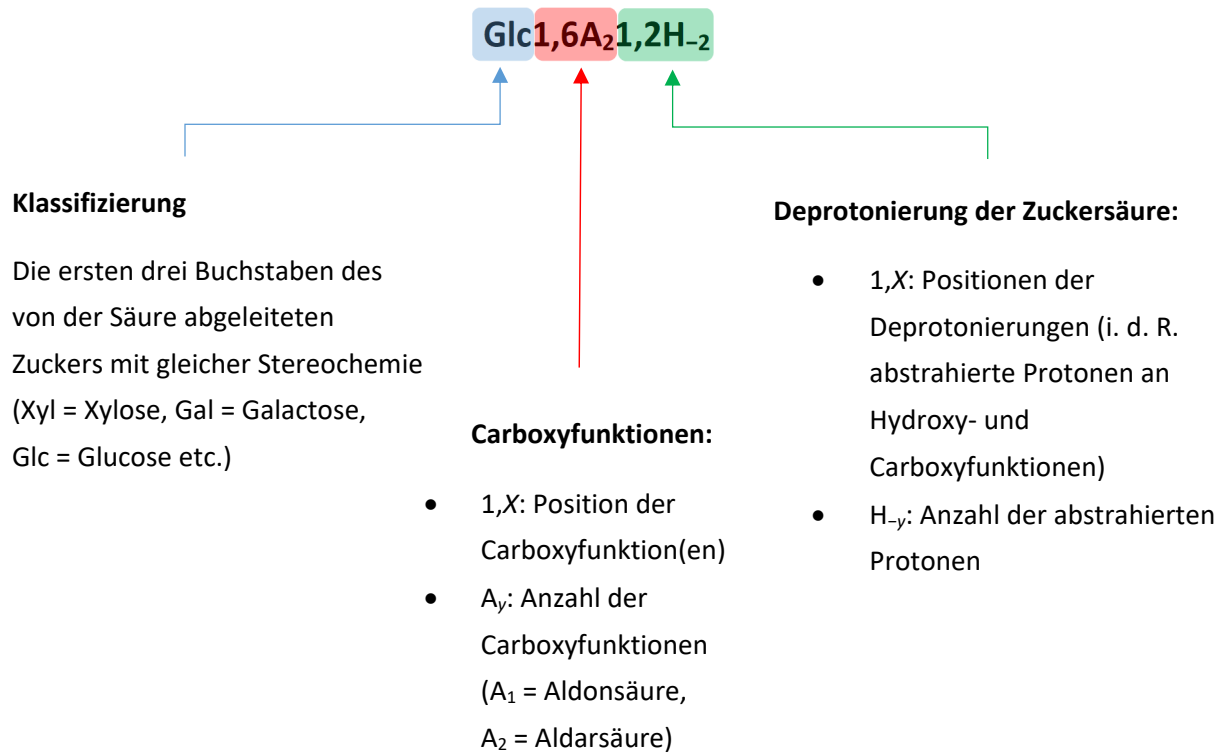 Glc1,6A₂1,2H₋₂
Klassifizierung
Die ersten drei Buchstaben des
von der Säure abgeleiteten
Zuckers mit gleicher Stereochemie
(Xyl = Xylose, Gal = Galactose,
Glc = Glucose etc.)
Carboxyfunktionen:
• 1,X: Position der
Carboxyfunktion(en)
• Aᵧ: Anzahl der
Carboxyfunktionen
(A₁ = Aldonsäure,
A₂ = Aldarsäure)
Deprotonierung der Zuckersäure:
• 1,X: Positionen der
Deprotonierungen (i. d. R.
abstrahierte Protonen an
Hydroxy- und
Carboxyfunktionen)
• H₋y: Anzahl der abstrahierten
Protonen